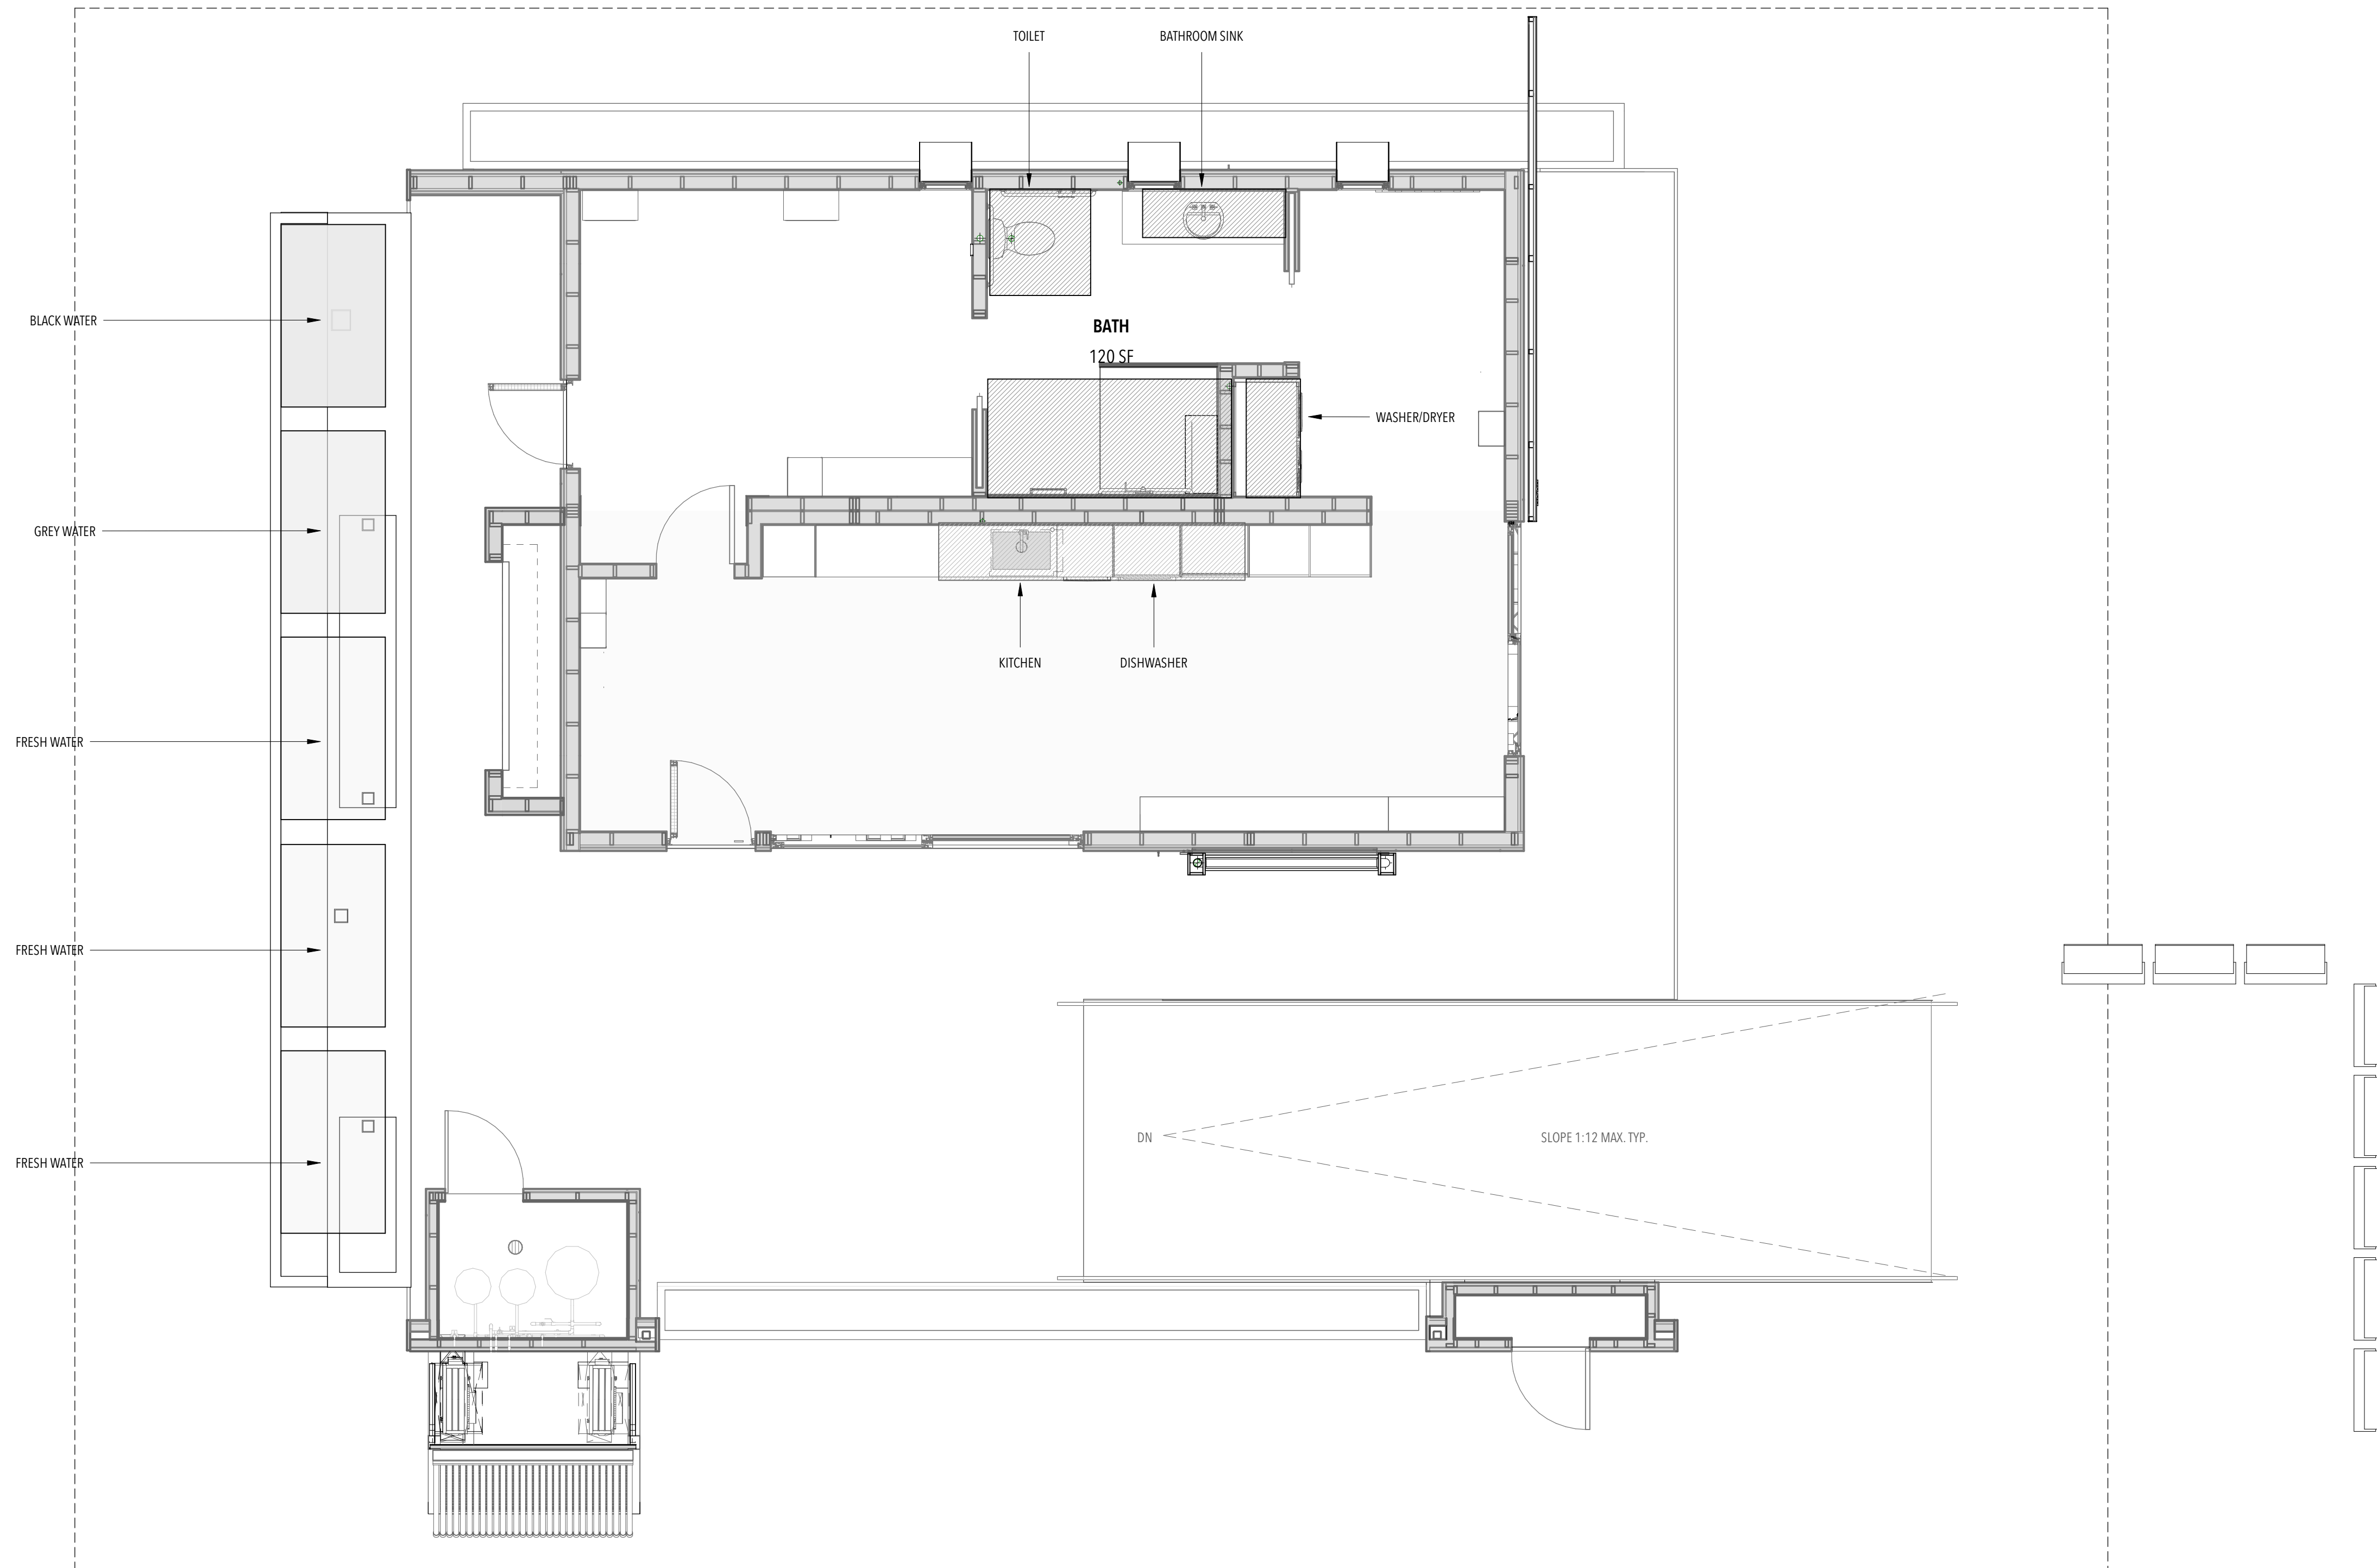 TOILET
BATHROOM SINK
BLACK WATER
BATH
120 SF
WASHER/DRYER
GREY WATER
KITCHEN
DISHWASHER
FRESH WATER
FRESH WATER
DN
SLOPE 1:12 MAX. TYP.
FRESH WATER